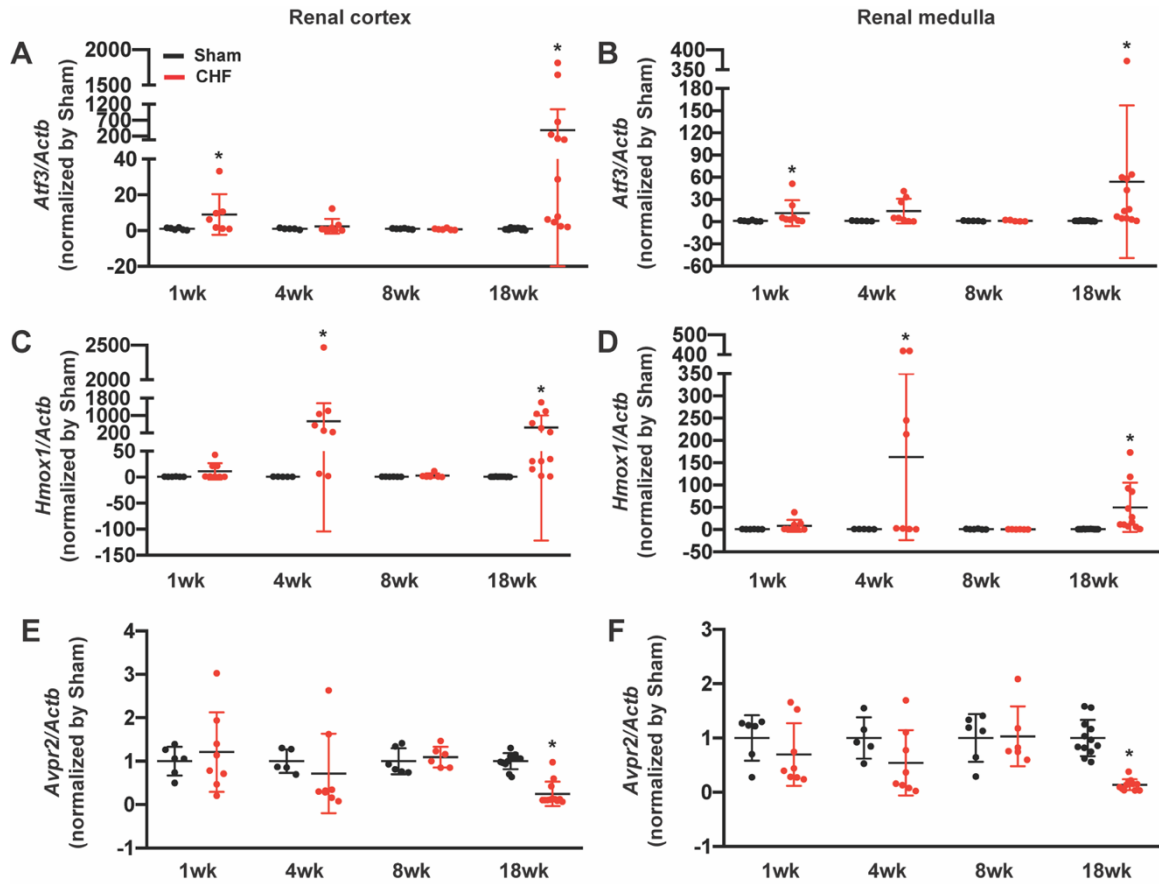 Renal cortex
Renal medulla
A
Sham
CHF
Atf3/Actb
(normalized by Sham)
2000
1500
1200
700
200
40
20
0
-20
*
*
1wk 4wk 8wk 18wk
B
Atf3/Actb
(normalized by Sham)
400
350
180
150
120
90
60
30
0
-30
-60
*
*
1wk 4wk 8wk 18wk
C
Hmox1/Actb
(normalized by Sham)
2500
2000
1800
1000
200
50
0
-50
-100
-150
*
*
1wk 4wk 8wk 18wk
D
Hmox1/Actb
(normalized by Sham)
500
400
350
300
250
200
150
100
50
0
-50
*
*
1wk 4wk 8wk 18wk
E
Avpr2/Actb
(normalized by Sham)
4
3
2
1
0
-1
*
1wk 4wk 8wk 18wk
F
Avpr2/Actb
(normalized by Sham)
3
2
1
0
-1
*
1wk 4wk 8wk 18wk